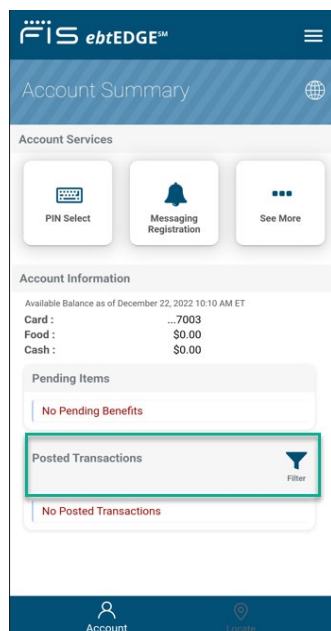 FIS ebtEDGE℠
Account Summary
Account Services
PIN Select
Messaging
Registration
See More
Account Information
Available Balance as of December 22, 2022 10:10 AM ET
Card : ...7003
Food : $0.00
Cash : $0.00
Pending Items
No Pending Benefits
Posted Transactions
Filter
No Posted Transactions
Account
Locate